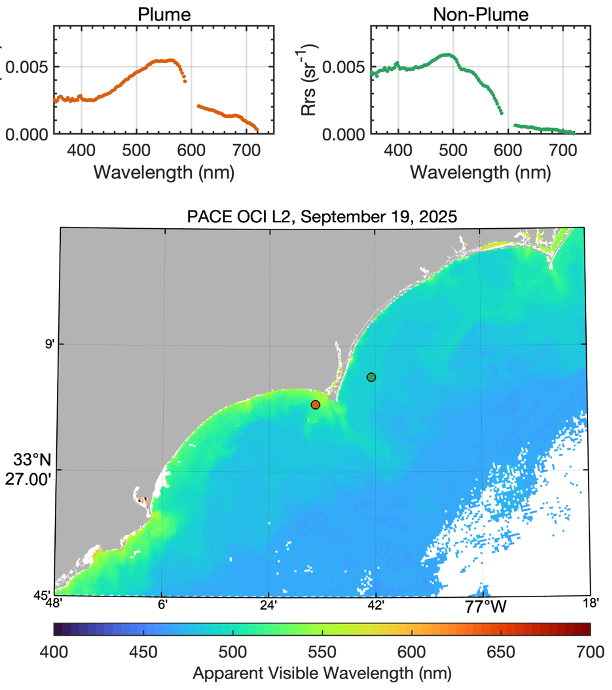 Plume
Non-Plume
0.005
0.000
400 500 600 700
Wavelength (nm)
Rrs (sr⁻¹)
0.005
0.000
400 500 600 700
Wavelength (nm)
PACE OCI L2, September 19, 2025
9'
33°N
27.00'
45'
48' 6' 24' 42' 77°W 18'
400 450 500 550 600 650 700
Apparent Visible Wavelength (nm)